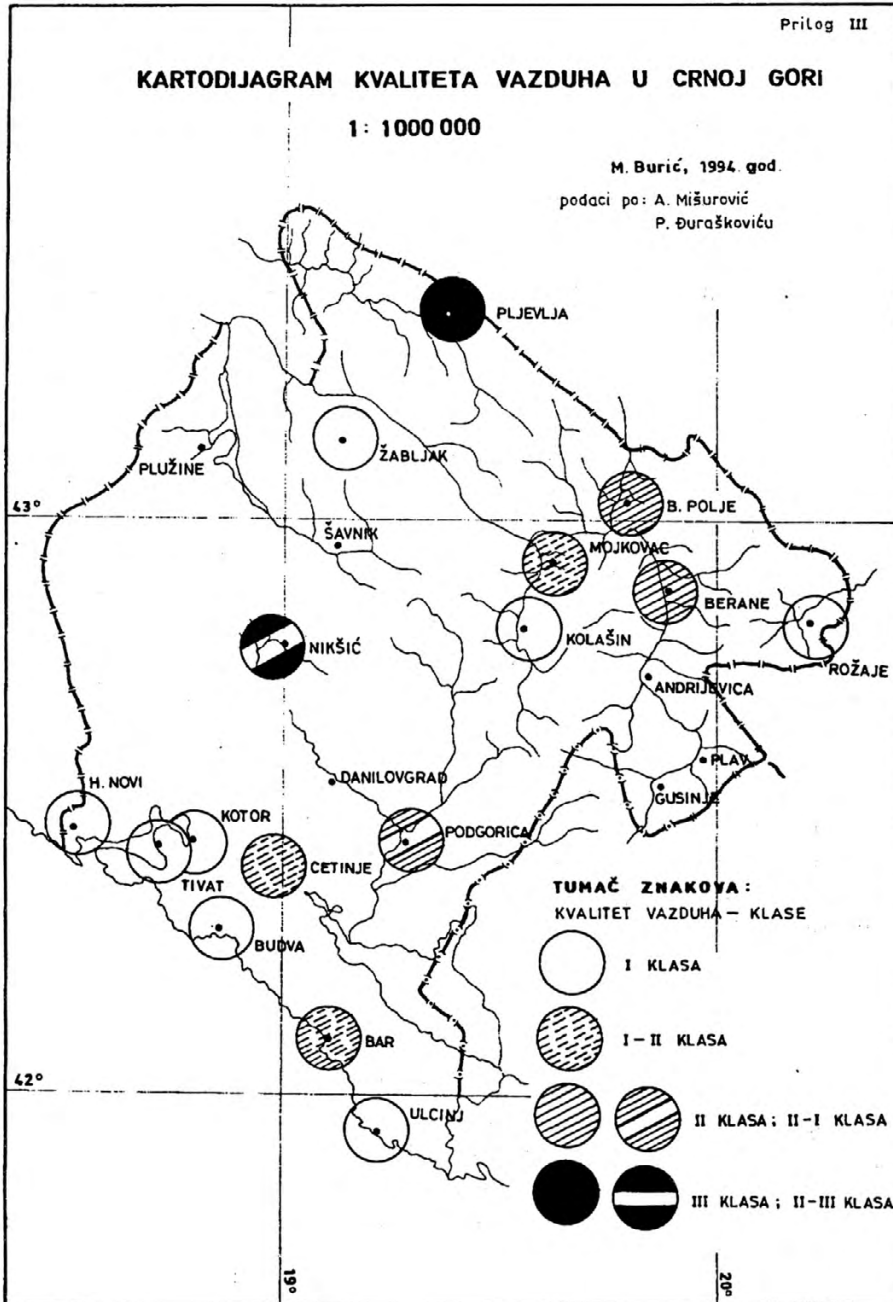 Prilog III
KARTODIJAGRAM KVALITETA VAZDUHA U CRNOJ GORI
1: 1000 000
M. Burić, 1994. god.
podaci po: A. Mišurović
P. Đuraškoviću
PLJEVLJA
ŽABLJAK
PLUŽINE
B. POLJE
43°
ŠAVNIK
MOJKOVAC
BERANE
KOLAŠIN
NIKŠIĆ
ROŽAJE
ANDRIJEVICA
PLAV
H. NOVI
DANILOVGRAD
GUSINJE
KOTOR
PODGORICA
CETINJE
TIVAT
BUDVA
BAR
42°
ULCINJ
TUMAČ ZNAKOVA:
KVALITET VAZDUHA – KLASE
I KLASA
I – II KLASA
II KLASA; II–I KLASA
III KLASA; II–III KLASA
19°
20°